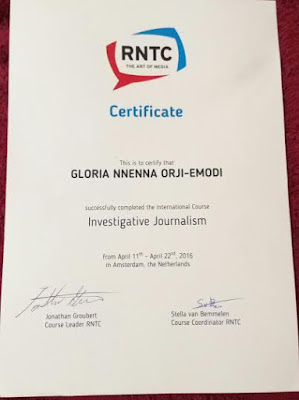 RNTC
THE ART OF MEDIA
Certificate
This is to certify that
GLORIA NNENNA ORJI-EMODI
successfully completed the International Course
Investigative Journalism
from April 11th - April 22nd, 2016
in Amsterdam, the Netherlands
Jonathan Groubert
Course Leader RNTC
Stella van Bemmelen
Course Coordinator RNTC